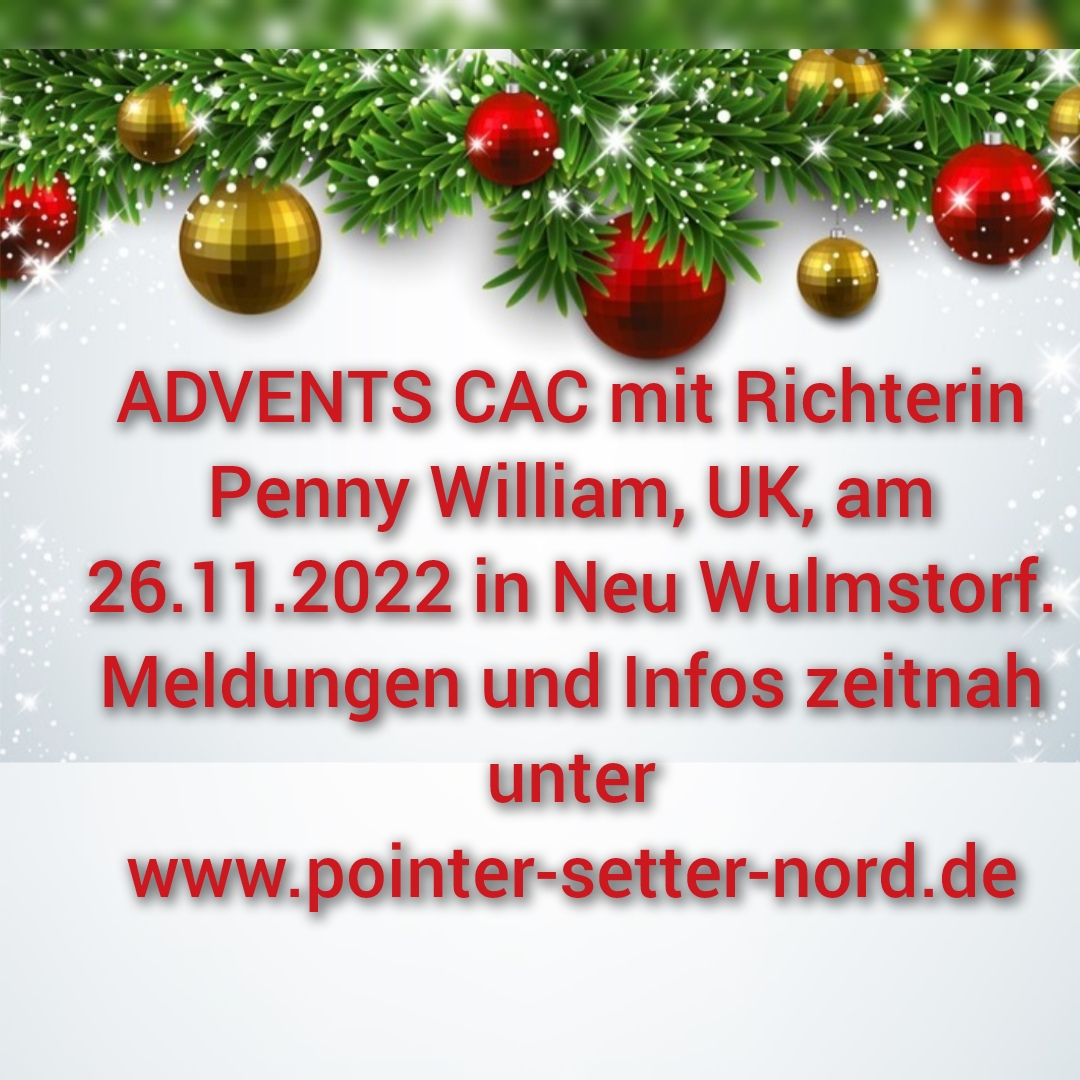 ADVENTS CAC mit Richterin
Penny William, UK, am
26.11.2022 in Neu Wulmstorf.
Meldungen und Infos zeitnah
unter
www.pointer-setter-nord.de